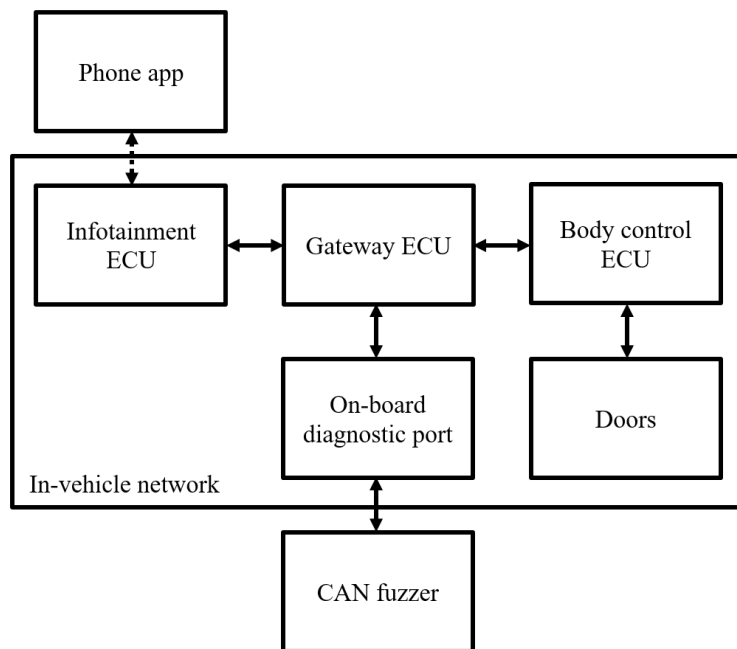 Phone app
Infotainment
ECU
Gateway ECU
Body control
ECU
On-board
diagnostic port
Doors
In-vehicle network
CAN fuzzer